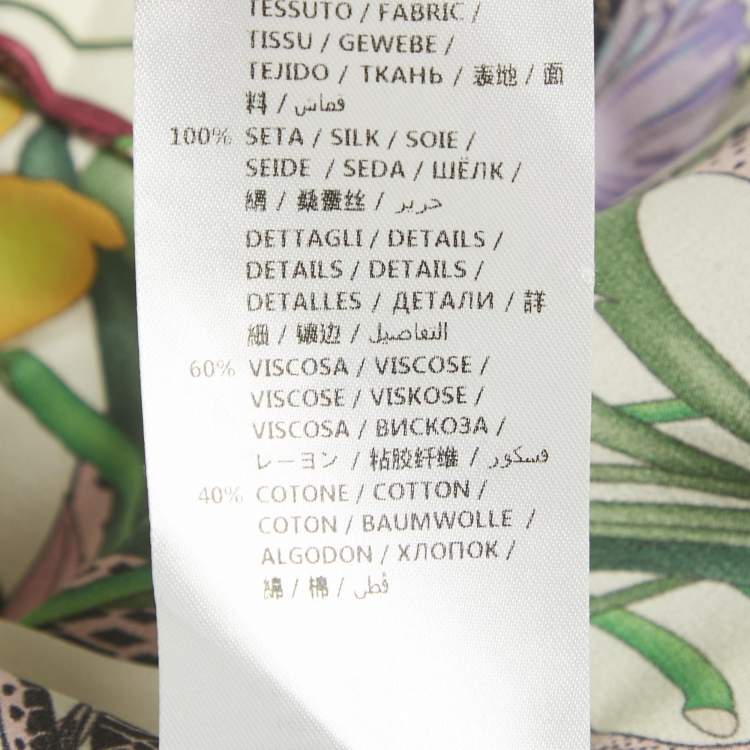 TESSUTO / FABRIC /
TISSU / GEWEBE /
TEJIDO / ТКАНЬ / 表地 / 面
料 / قماش
100% SETA / SILK / SOIE /
SEIDE / SEDA / ШЁЛК /
絹 / 桑蚕丝 / حرير
DETTAGLI / DETAILS /
DETAILS / DETAILS /
DETALLES / ДЕТАЛИ / 詳
細 / 镶边 / التفاصيل
60% VISCOSA / VISCOSE /
VISCOSE / VISKOSE /
VISCOSA / ВИСКОЗА /
レーヨン / 粘胶纤维 / فسكور
40% COTONE / COTTON /
COTON / BAUMWOLLE /
ALGODON / ХЛОПОК /
綿 / 棉 / قطن